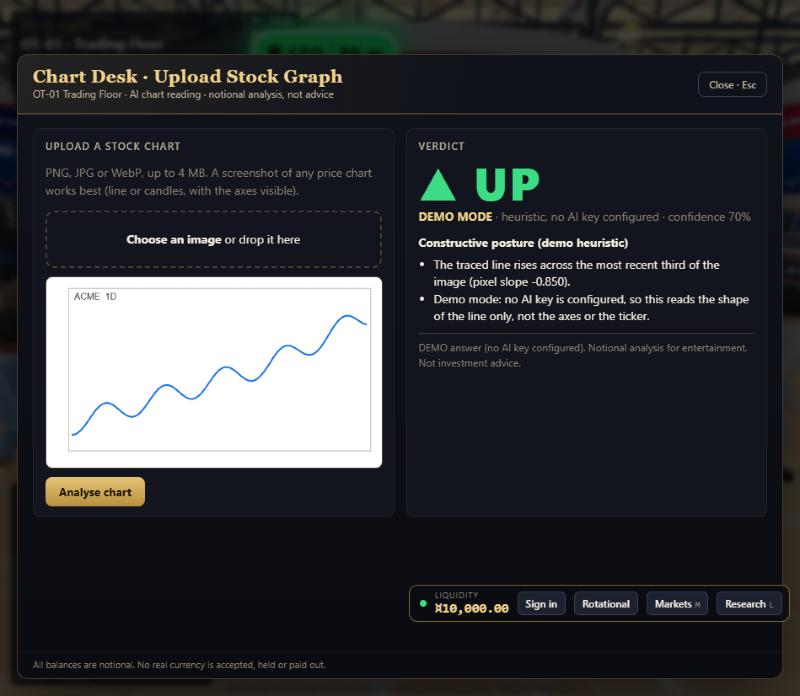 OT-01 · Trading Floor
Chart Desk · Upload Stock Graph
OT-01 Trading Floor · AI chart reading · notional analysis, not advice
Close · Esc
UPLOAD A STOCK CHART
PNG, JPG or WebP, up to 4 MB. A screenshot of any price chart
works best (line or candles, with the axes visible).
Choose an image or drop it here
ACME 1D
Analyse chart
VERDICT
▲ UP
DEMO MODE · heuristic, no AI key configured · confidence 70%
Constructive posture (demo heuristic)
• The traced line rises across the most recent third of the
image (pixel slope -0.850).
• Demo mode: no AI key is configured, so this reads the shape
of the line only, not the axes or the ticker.
DEMO answer (no AI key configured). Notional analysis for entertainment.
Not investment advice.
LIQUIDITY
¤10,000.00
Sign in
Rotational
Markets M
Research L
All balances are notional. No real currency is accepted, held or paid out.